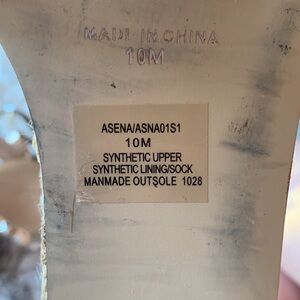 MADE IN CHINA
10M
ASENA/ASNA01S1
10M
SYNTHETIC UPPER
SYNTHETIC LINING/SOCK
MANMADE OUTSOLE 1028